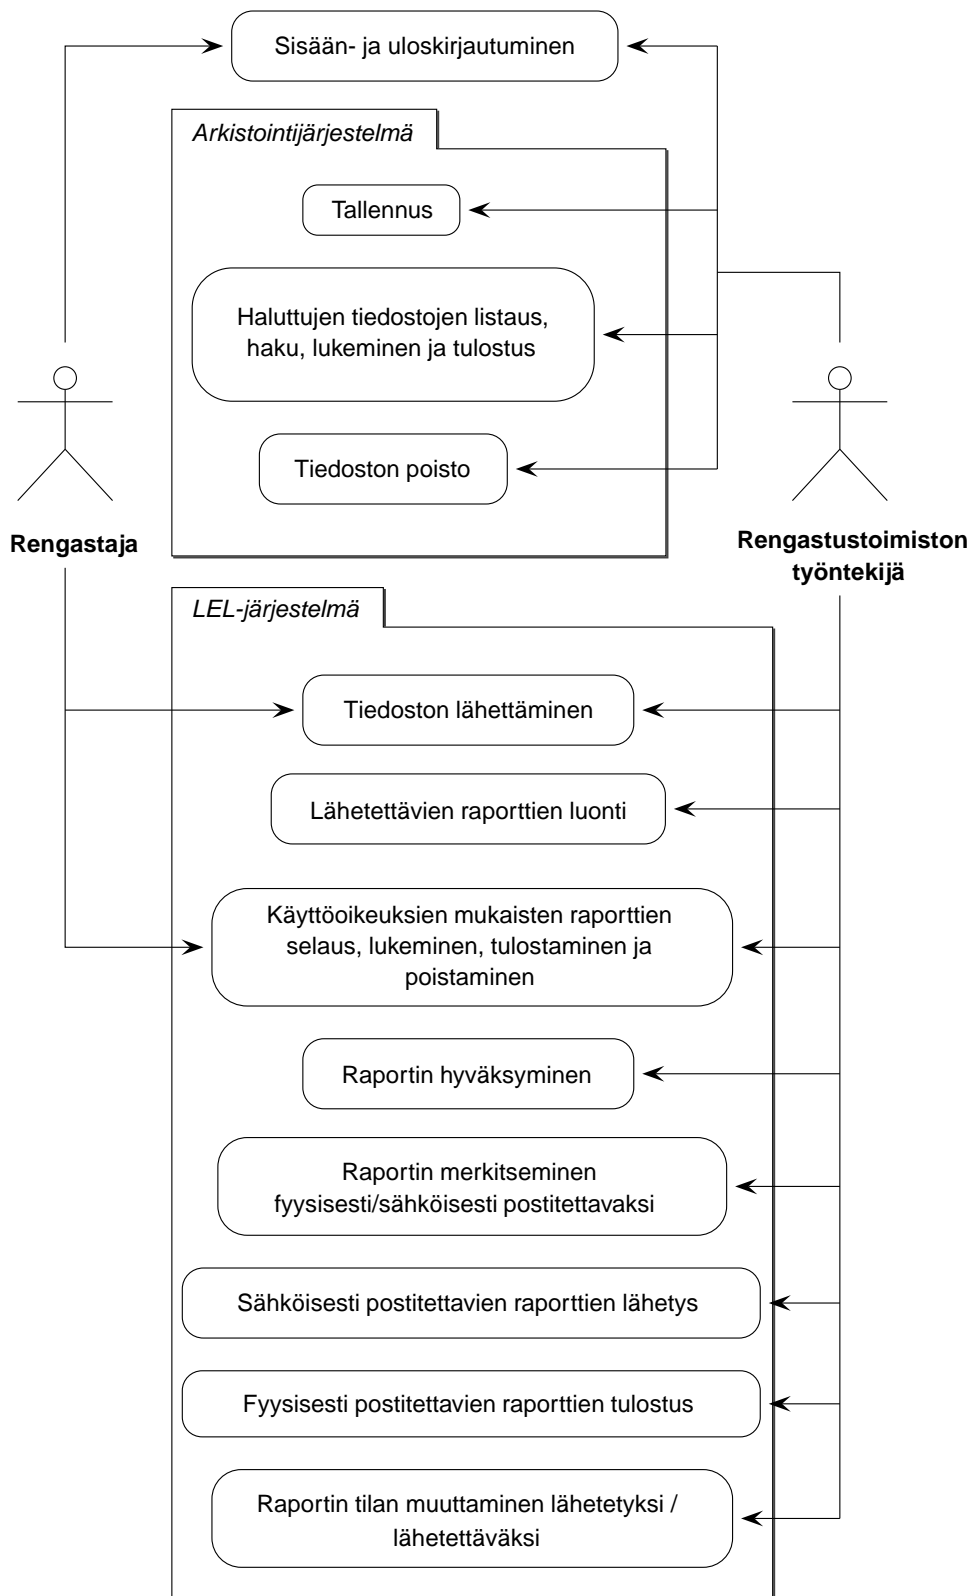 Sisään- ja uloskirjautuminen
Arkistointijärjestelmä
Tallennus
Haluttujen tiedostojen listaus,
haku, lukeminen ja tulostus
Tiedoston poisto
Rengastaja
Rengastustoimiston
työntekijä
LEL-järjestelmä
Tiedoston lähettäminen
Lähetettävien raporttien luonti
Käyttöoikeuksien mukaisten raporttien
selaus, lukeminen, tulostaminen ja
poistaminen
Raportin hyväksyminen
Raportin merkitseminen
fyysisesti/sähköisesti postitettavaksi
Sähköisesti postitettavien raporttien lähetys
Fyysisesti postitettavien raporttien tulostus
Raportin tilan muuttaminen lähetetyksi /
lähetettäväksi